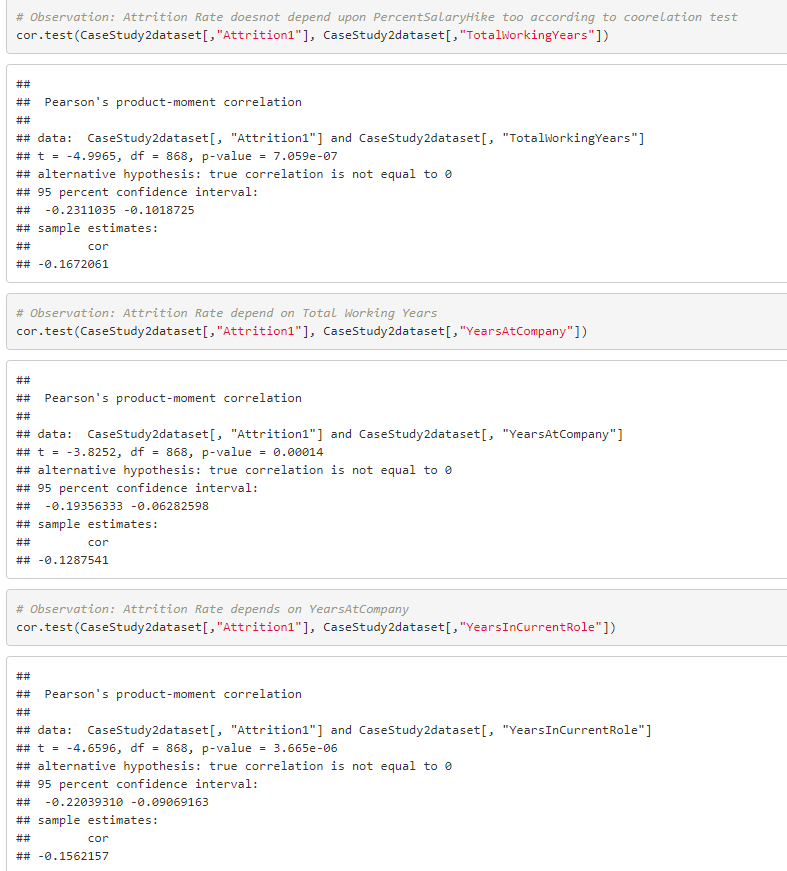 # Observation: Attrition Rate doesnot depend upon PercentSalaryHike too according to coorelation test
cor.test(CaseStudy2dataset[,"Attrition1"], CaseStudy2dataset[,"TotalWorkingYears"])
##
##  Pearson's product-moment correlation
##
## data:  CaseStudy2dataset[, "Attrition1"] and CaseStudy2dataset[, "TotalWorkingYears"]
## t = -4.9965, df = 868, p-value = 7.059e-07
## alternative hypothesis: true correlation is not equal to 0
## 95 percent confidence interval:
##  -0.2311035 -0.1018725
## sample estimates:
##        cor
## -0.1672061
# Observation: Attrition Rate depend on Total Working Years
cor.test(CaseStudy2dataset[,"Attrition1"], CaseStudy2dataset[,"YearsAtCompany"])
##
##  Pearson's product-moment correlation
##
## data:  CaseStudy2dataset[, "Attrition1"] and CaseStudy2dataset[, "YearsAtCompany"]
## t = -3.8252, df = 868, p-value = 0.00014
## alternative hypothesis: true correlation is not equal to 0
## 95 percent confidence interval:
##  -0.19356333 -0.06282598
## sample estimates:
##        cor
## -0.1287541
# Observation: Attrition Rate depends on YearsAtCompany
cor.test(CaseStudy2dataset[,"Attrition1"], CaseStudy2dataset[,"YearsInCurrentRole"])
##
##  Pearson's product-moment correlation
##
## data:  CaseStudy2dataset[, "Attrition1"] and CaseStudy2dataset[, "YearsInCurrentRole"]
## t = -4.6596, df = 868, p-value = 3.665e-06
## alternative hypothesis: true correlation is not equal to 0
## 95 percent confidence interval:
##  -0.22039310 -0.09069163
## sample estimates:
##        cor
## -0.1562157